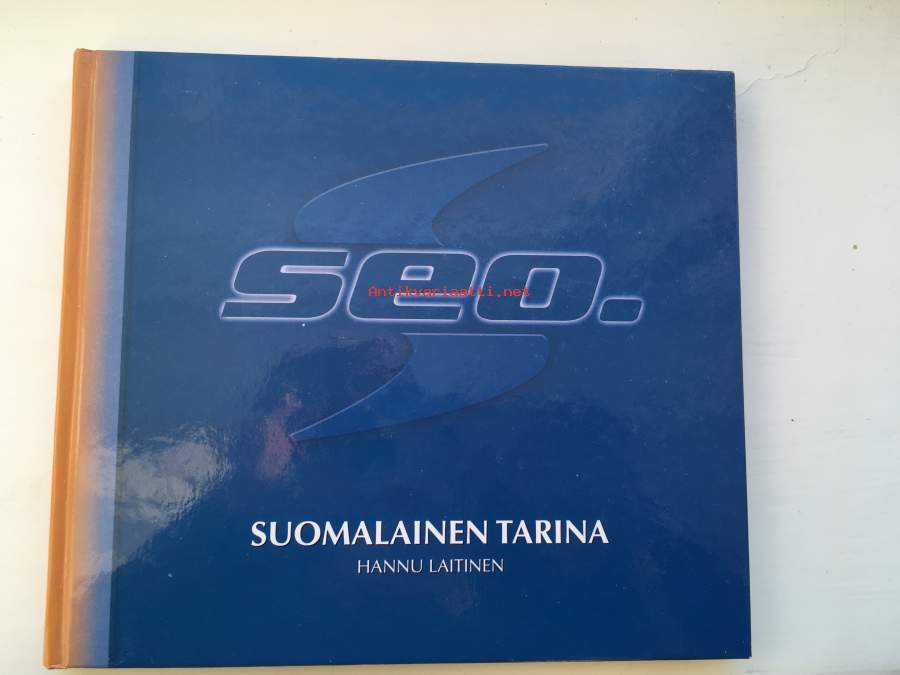 seo.
Antikvariaatti.net
SUOMALAINEN TARINA
HANNU LAITINEN